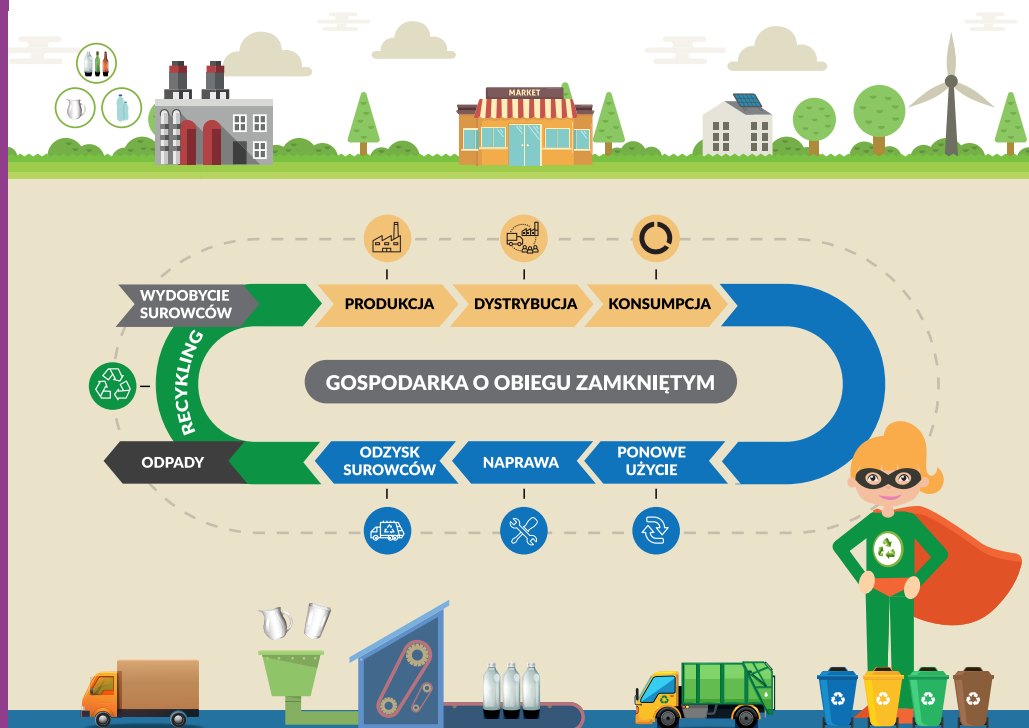 MARKET
WYDOBYCIE
SUROWCÓW
PRODUKCJA
DYSTRYBUCJA
KONSUMPCJA
RECYKLING
GOSPODARKA O OBIEGU ZAMKNIĘTYM
ODPADY
ODZYSK
SUROWCÓW
NAPRAWA
PONOWE
UŻYCIE